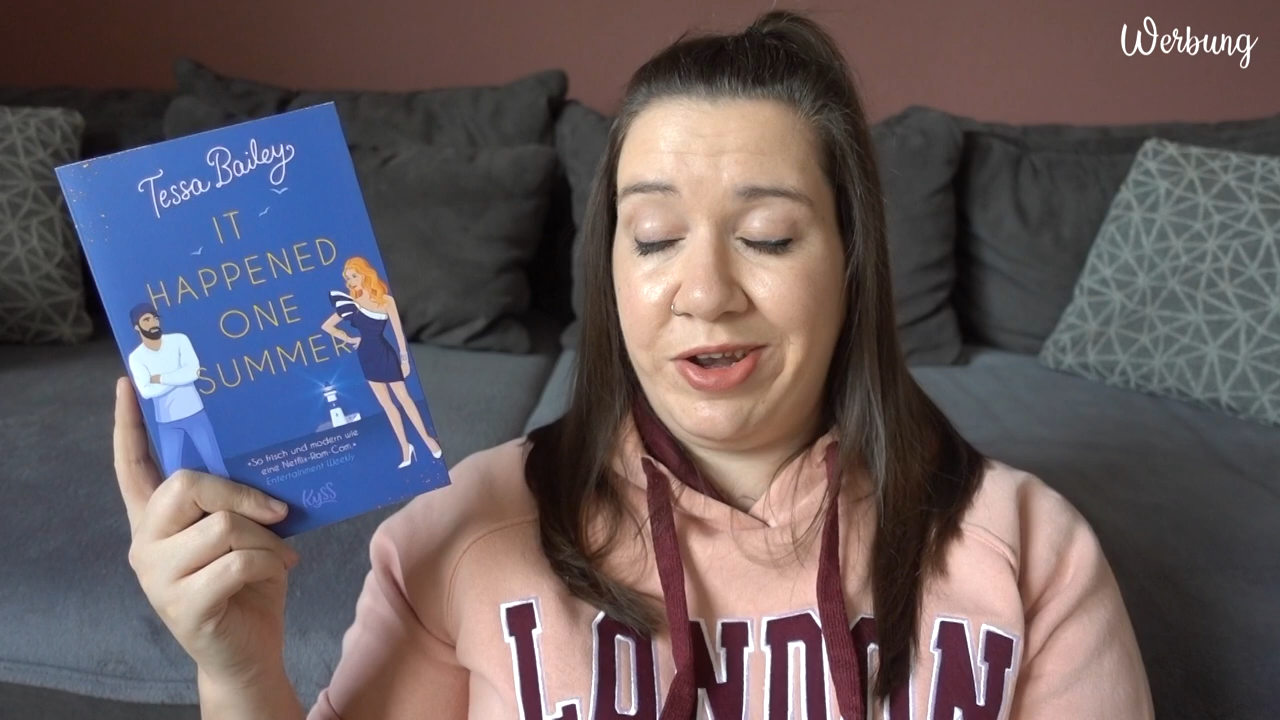 Werbung
Tessa Bailey
IT
HAPPENED
ONE
SUMMER
»So frisch und modern wie
eine Netflix-Rom-Com.«
Entertainment Weekly
KySS
LONDON